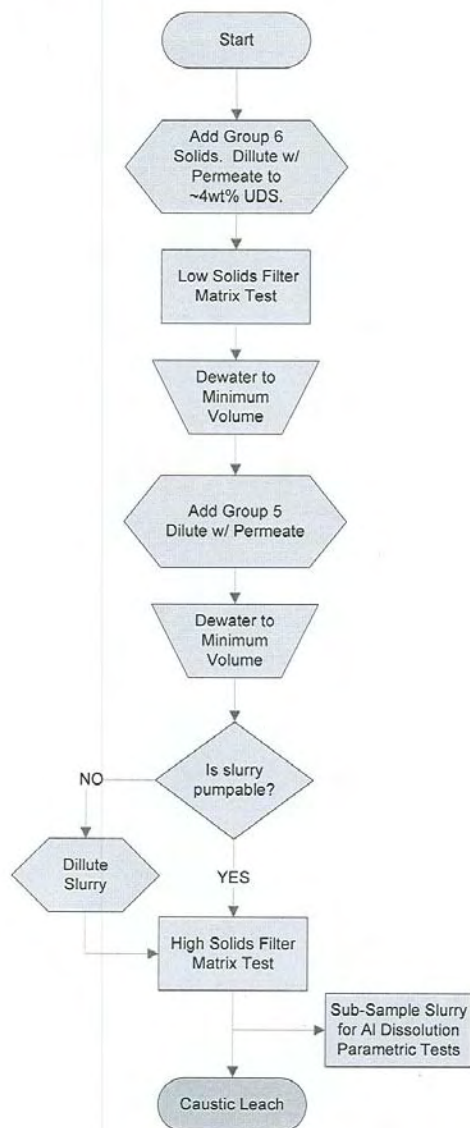 Start
Add Group 6
Solids. Dillute w/
Permeate to
~4wt% UDS.
Low Solids Filter
Matrix Test
Dewater to
Minimum
Volume
Add Group 5
Dilute w/ Permeate
Dewater to
Minimum
Volume
Is slurry
pumpable?
NO
Dillute
Slurry
YES
High Solids Filter
Matrix Test
Sub-Sample Slurry
for Al Dissolution
Parametric Tests
Caustic Leach